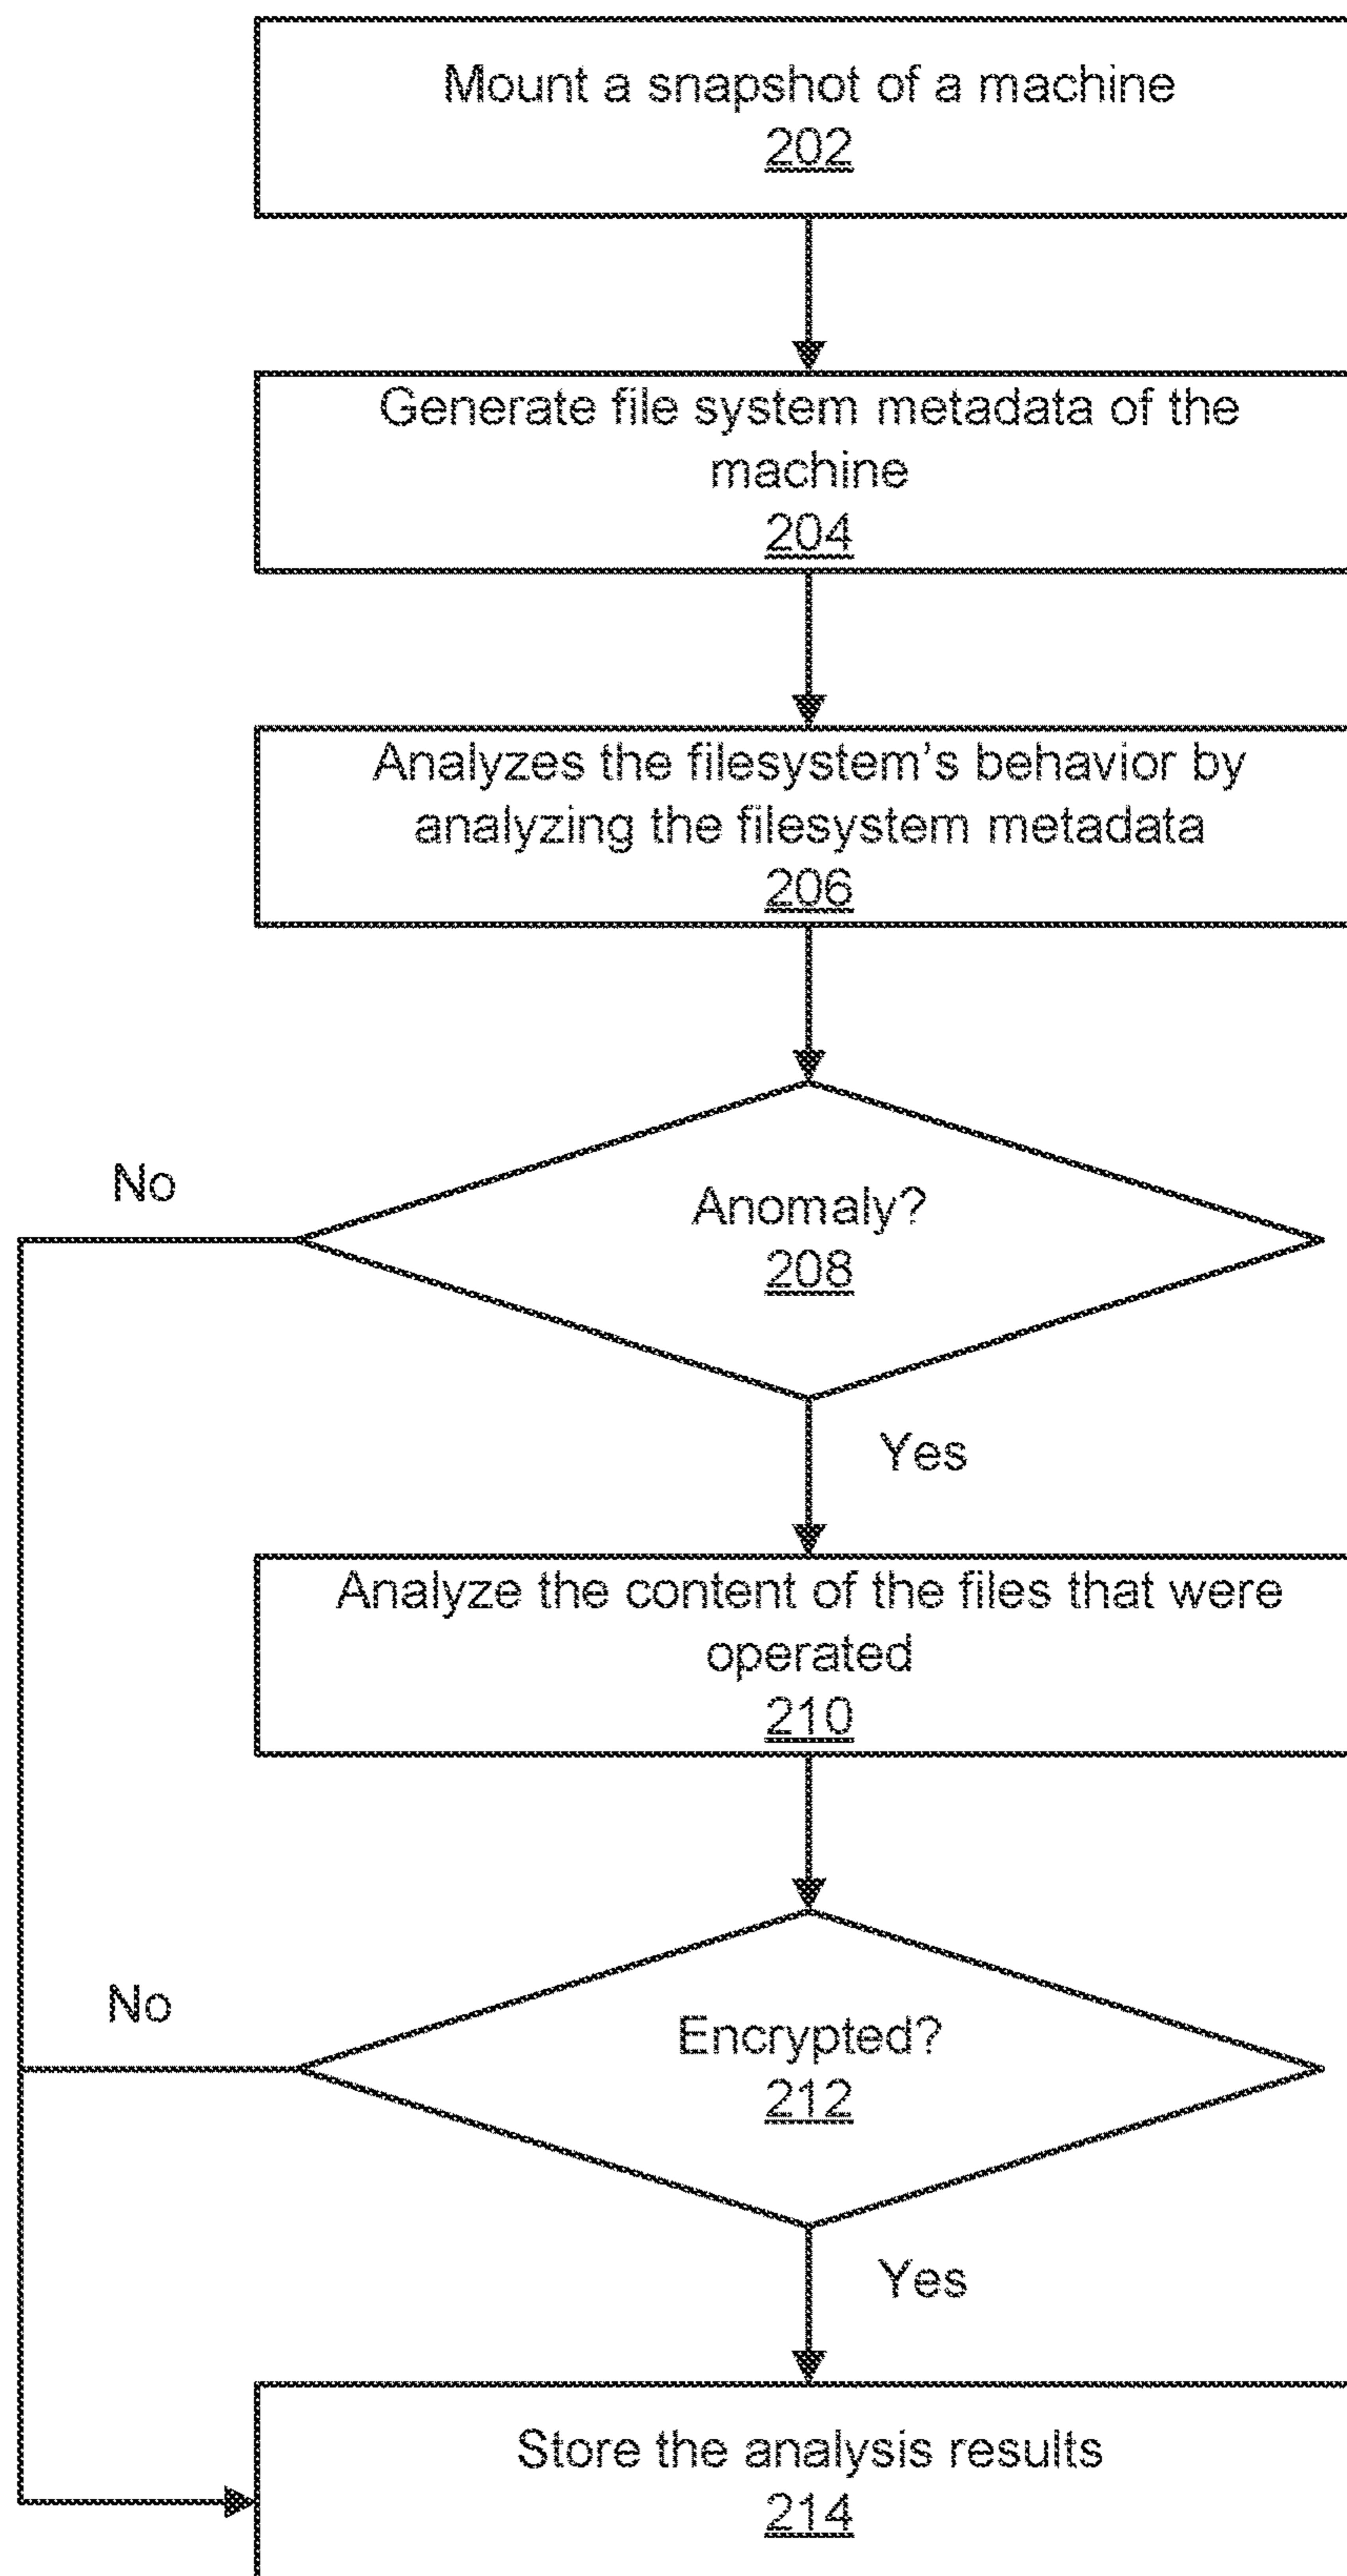 Mount a snapshot of a machine
202
Generate file system metadata of the
machine
204
Analyzes the filesystem's behavior by
analyzing the filesystem metadata
206
No
Anomaly?
208
Yes
Analyze the content of the files that were
operated
210
No
Encrypted?
212
Yes
Store the analysis results
214